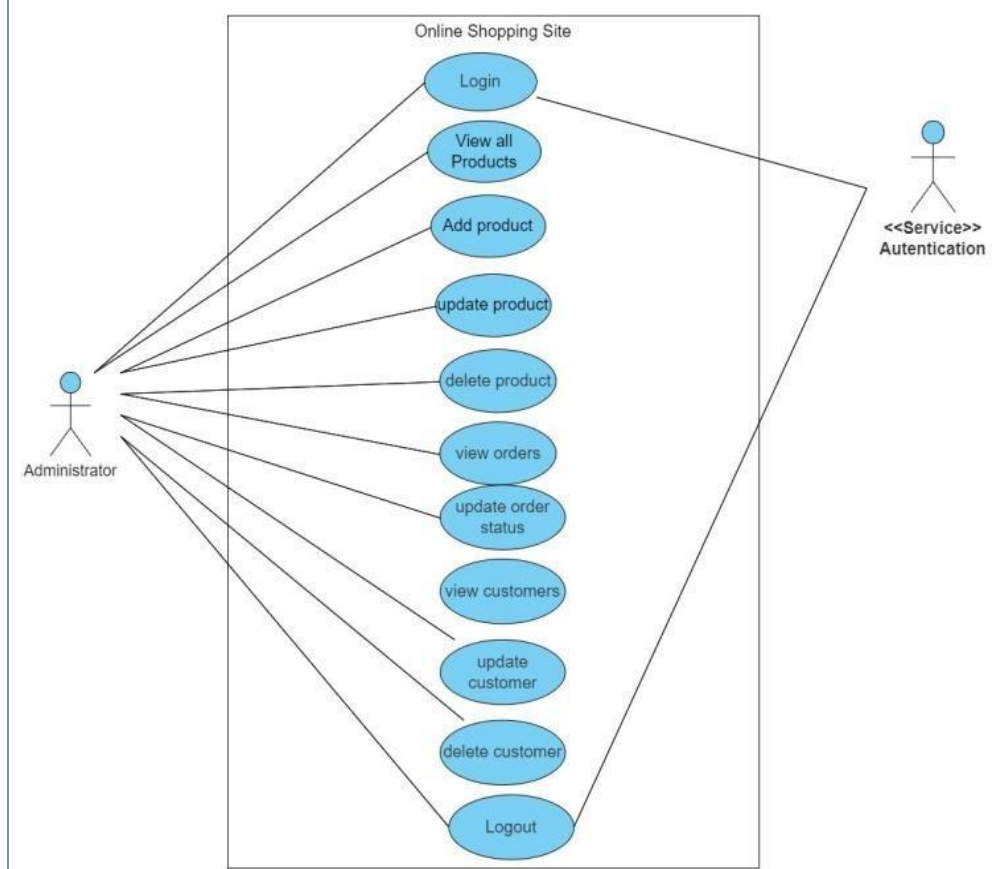 Online Shopping Site
Login
View all
Products
Add product
<<Service>>
Autentication
update product
delete product
Administrator
view orders
update order
status
view customers
update
customer
delete customer
Logout